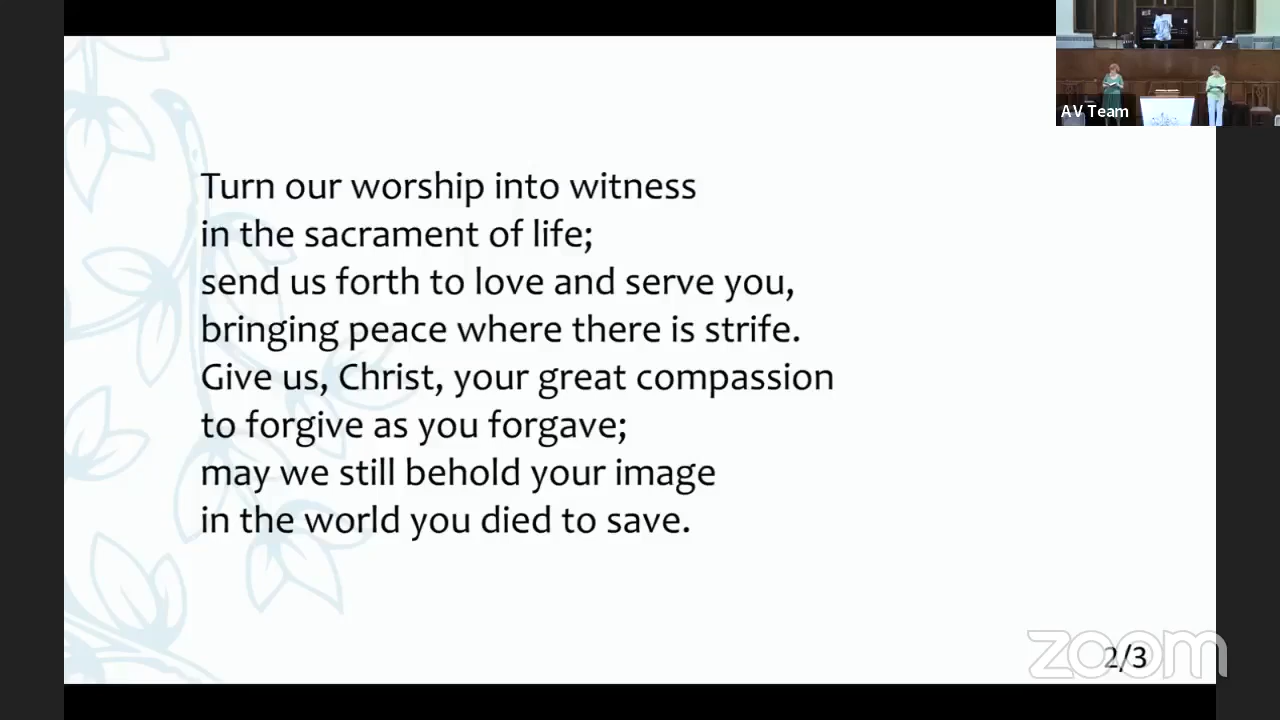 AV Team
Turn our worship into witness
in the sacrament of life;
send us forth to love and serve you,
bringing peace where there is strife.
Give us, Christ, your great compassion
to forgive as you forgave;
may we still behold your image
in the world you died to save.
zoom
2/3